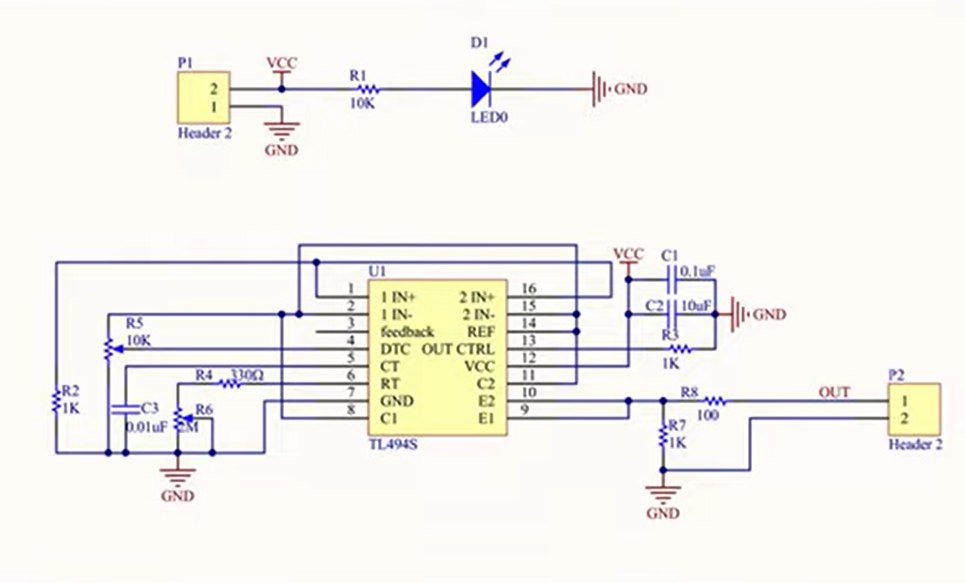 D1
P1
VCC
2
R1
GND
1
10K
LED0
Header 2
GND
VCC
C1
0.1uF
U1
1
1 IN+
2 IN+
16
2
1 IN-
2 IN-
15
C2
10uF
GND
R5
3
feedback
REF
14
R3
10K
4
DTC
OUT CTRL
13
1K
5
CT
VCC
12
R4
330Ω
6
RT
C2
11
P2
R2
7
GND
E2
10
R8
OUT
1
1K
C3
R6
8
C1
E1
9
100
2
0.01uF
2M
R7
TL494S
1K
Header 2
GND
GND